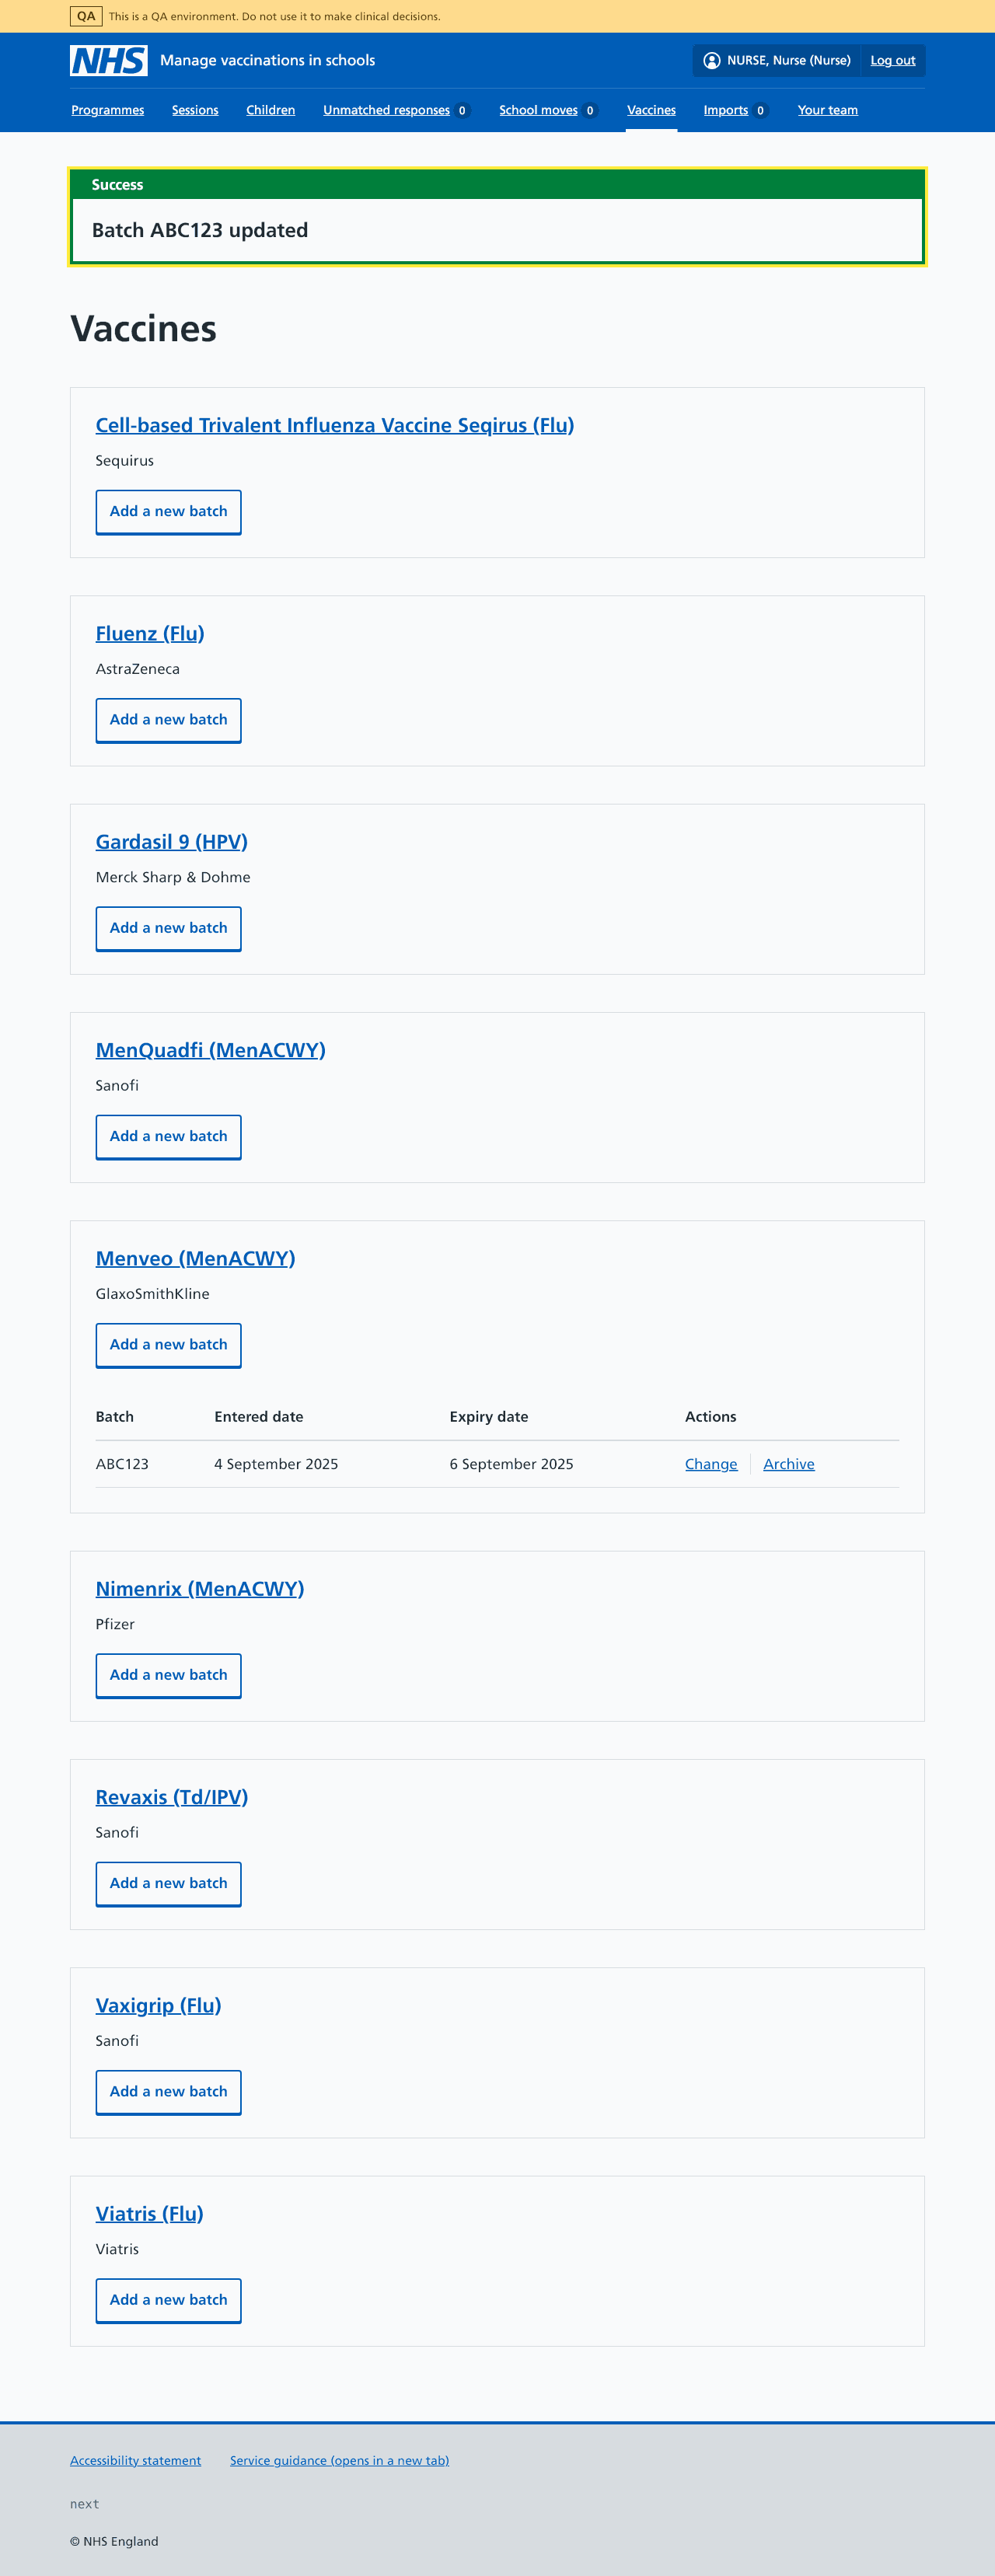 QA This is a QA environment. Do not use it to make clinical decisions.
NHS Manage vaccinations in schools NURSE, Nurse (Nurse) Log out
Programmes Sessions Children Unmatched responses 0 School moves 0 Vaccines Imports 0 Your team
Success
Batch ABC123 updated
Vaccines
Cell-based Trivalent Influenza Vaccine Seqirus (Flu)
Sequirus
Add a new batch
Fluenz (Flu)
AstraZeneca
Add a new batch
Gardasil 9 (HPV)
Merck Sharp & Dohme
Add a new batch
MenQuadfi (MenACWY)
Sanofi
Add a new batch
Menveo (MenACWY)
GlaxoSmithKline
Add a new batch
Batch Entered date Expiry date Actions
ABC123 4 September 2025 6 September 2025 Change Archive
Nimenrix (MenACWY)
Pfizer
Add a new batch
Revaxis (Td/IPV)
Sanofi
Add a new batch
Vaxigrip (Flu)
Sanofi
Add a new batch
Viatris (Flu)
Viatris
Add a new batch
Accessibility statement Service guidance (opens in a new tab)
next
© NHS England